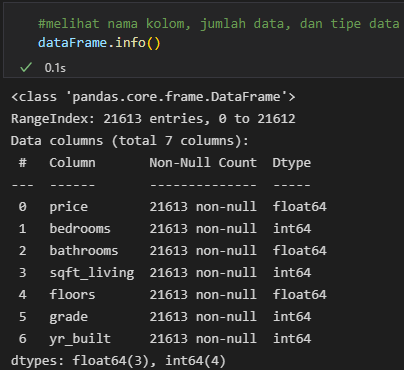 #melihat nama kolom, jumlah data, dan tipe data
dataFrame.info()
0.1s
<class 'pandas.core.frame.DataFrame'>
RangeIndex: 21613 entries, 0 to 21612
Data columns (total 7 columns):
 #   Column       Non-Null Count  Dtype
---  ------       --------------  -----
 0   price        21613 non-null  float64
 1   bedrooms     21613 non-null  int64
 2   bathrooms    21613 non-null  float64
 3   sqft_living  21613 non-null  int64
 4   floors       21613 non-null  float64
 5   grade        21613 non-null  int64
 6   yr_built     21613 non-null  int64
dtypes: float64(3), int64(4)